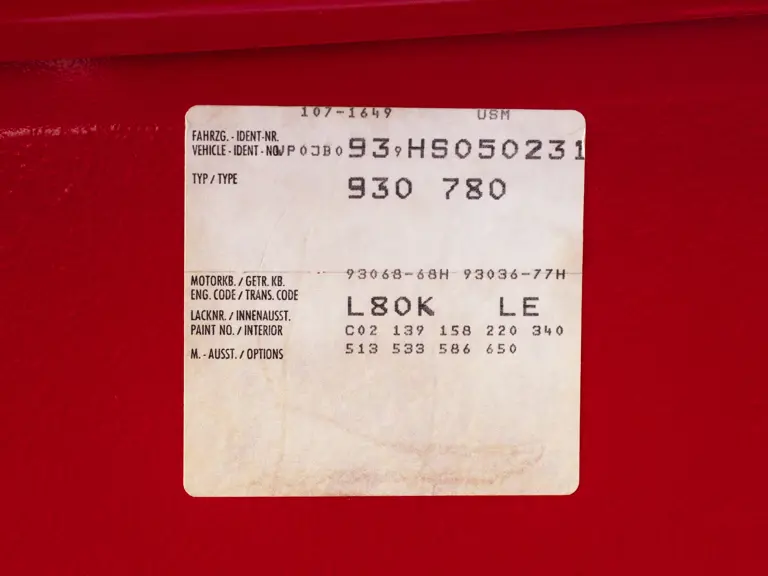 107-1649 USM
FAHRZG. - IDENT-NR.
VEHICLE - IDENT - NO. WP0JB0939HS050231
TYP / TYPE 930 780
MOTORKB. / GETR. KB. 93068-68H 93036-77H
ENG. CODE / TRANS. CODE
LACKNR. / INNENAUSST. L80K LE
PAINT NO. / INTERIOR C02 139 158 220 340
M. - AUSST. / OPTIONS 513 533 586 650